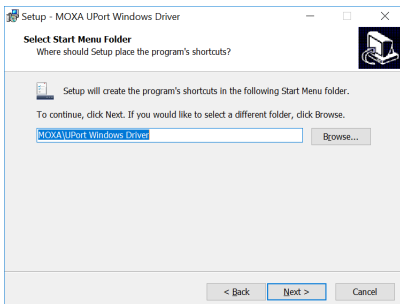 Setup - MOXA UPort Windows Driver
Select Start Menu Folder
Where should Setup place the program's shortcuts?
Setup will create the program's shortcuts in the following Start Menu folder.
To continue, click Next. If you would like to select a different folder, click Browse.
MOXA\UPort Windows Driver
Browse...
< Back
Next >
Cancel